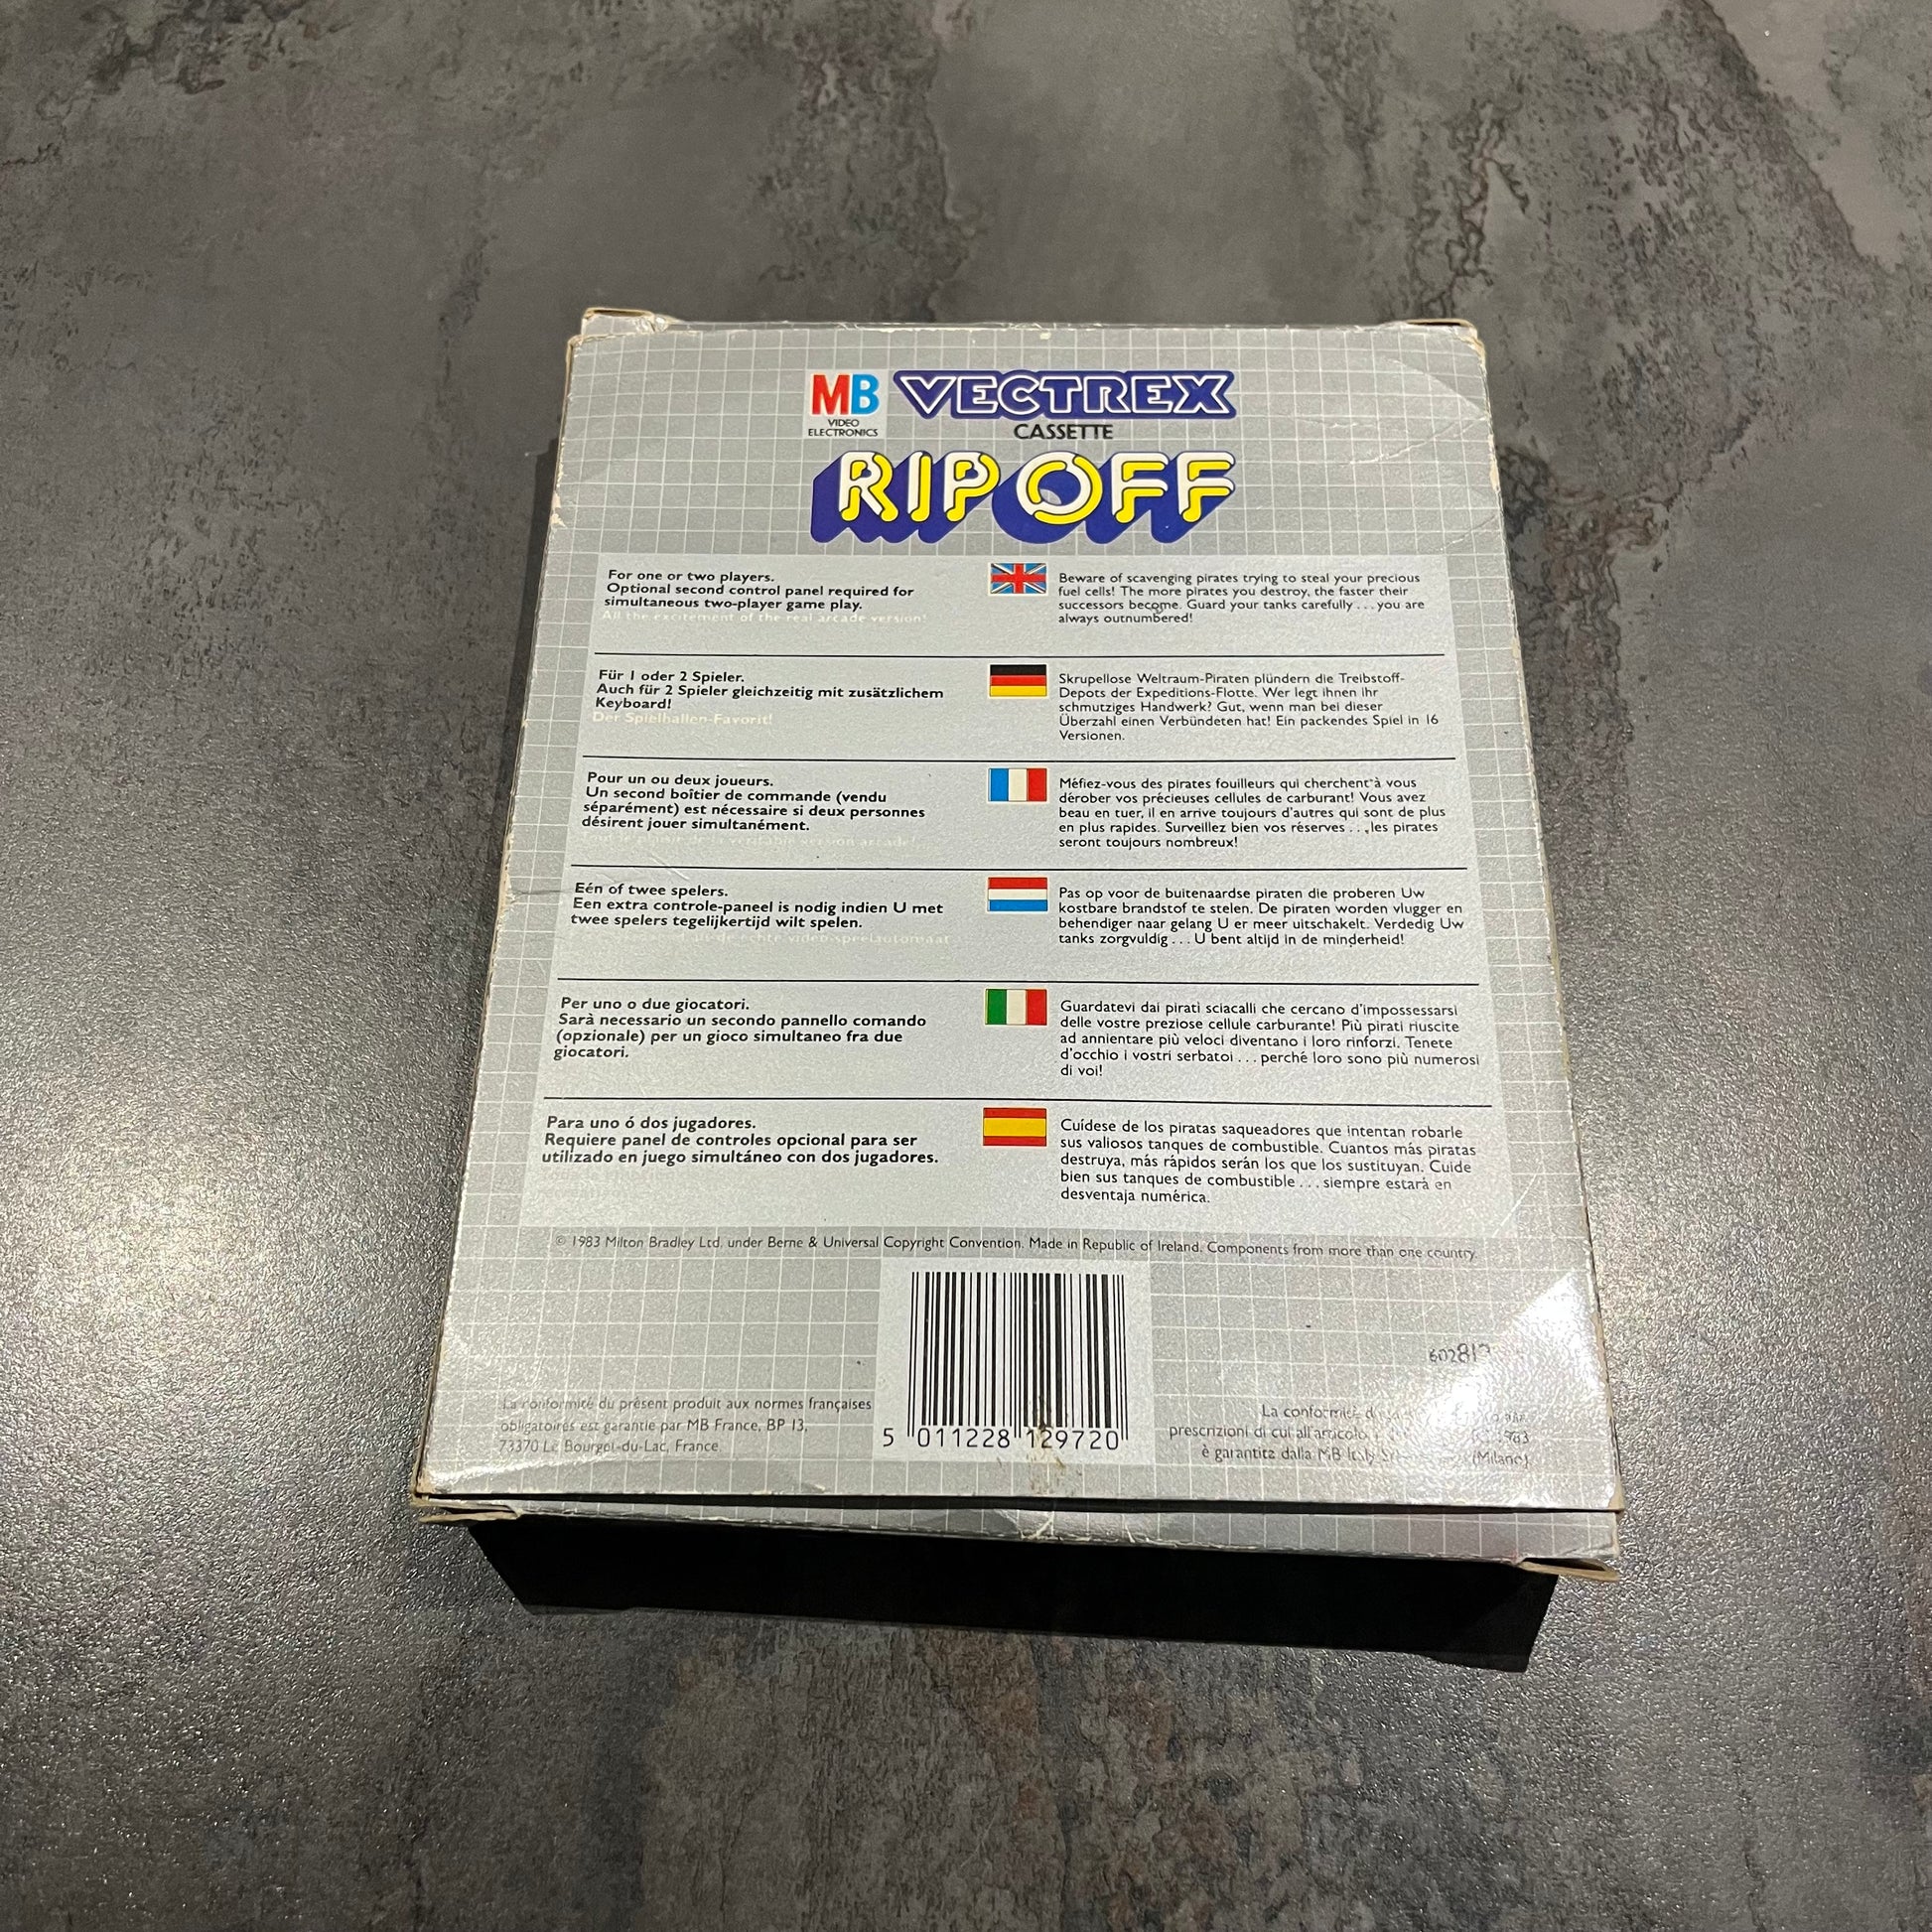 MB VECTREX
VIDEO
ELECTRONICS
CASSETTE
RIP OFF
For one or two players.
Optional second control panel required for
simultaneous two-player game play.
All the excitement of the real arcade version!
Beware of scavenging pirates trying to steal your precious
fuel cells! The more pirates you destroy, the faster their
successors become. Guard your tanks carefully . . . you are
always outnumbered!
Für 1 oder 2 Spieler.
Auch für 2 Spieler gleichzeitig mit zusätzlichem
Keyboard!
Der Spielhallen-Favorit!
Skrupellose Weltraum-Piraten plündern die Treibstoff-
Depots der Expeditions-Flotte. Wer legt ihnen ihr
schmutziges Handwerk? Gut, wenn man bei dieser
Überzahl einen Verbündeten hat! Ein packendes Spiel in 16
Versionen.
Pour un ou deux joueurs.
Un second boîtier de commande (vendu
séparément) est nécessaire si deux personnes
désirent jouer simultanément.
version arcade!
Méfiez-vous des pirates fouilleurs qui cherchent à vous
dérober vos précieuses cellules de carburant! Vous avez
beau en tuer, il en arrive toujours d'autres qui sont de plus
en plus rapides. Surveillez bien vos réserves . . . les pirates
seront toujours nombreux!
Eén of twee spelers.
Een extra controle-paneel is nodig indien U met
twee spelers tegelijkertijd wilt spelen.
echte video-speelautomaat
Pas op voor de buitenaardse piraten die proberen Uw
kostbare brandstof te stelen. De piraten worden vlugger en
behendiger naar gelang U er meer uitschakelt. Verdedig Uw
tanks zorgvuldig . . . U bent altijd in de minderheid!
Per uno o due giocatori.
Sarà necessario un secondo pannello comando
(opzionale) per un gioco simultaneo fra due
giocatori.
Guardatevi dai pirati sciacalli che cercano d'impossessarsi
delle vostre preziose cellule carburante! Più pirati riuscite
ad annientare più veloci diventano i loro rinforzi. Tenete
d'occhio i vostri serbatoi . . . perché loro sono più numerosi
di voi!
Para uno ó dos jugadores.
Requiere panel de controles opcional para ser
utilizado en juego simultáneo con dos jugadores.
Cuídese de los piratas saqueadores que intentan robarle
sus valiosos tanques de combustible. Cuantos más piratas
destruya, más rápidos serán los que los sustituyan. Cuide
bien sus tanques de combustible . . . siempre estará en
desventaja numérica.
© 1983 Milton Bradley Ltd. under Berne & Universal Copyright Convention. Made in Republic of Ireland. Components from more than one country.
La conformité du présent produit aux normes françaises
obligatoires est garantie par MB France, BP 13,
73370 Le Bourget-du-Lac, France.
5 011228 129720
La conformità
prescrizioni di cui all'articolo 1983
è garantita dalla MB Italy (Milano).